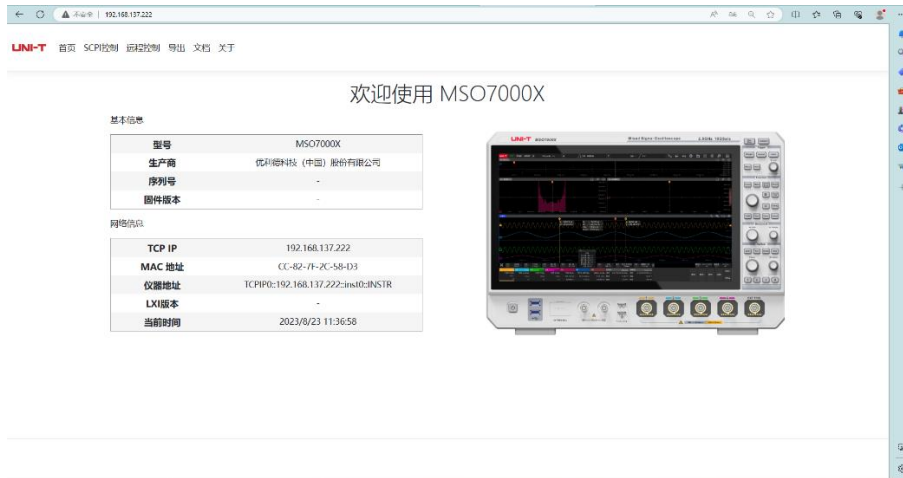 不安全 | 192.168.137.222
UNI-T 首页 SCPI控制 远程控制 导出 文档 关于
欢迎使用 MSO7000X
基本信息
型号 MSO7000X
生产商 优利德科技（中国）股份有限公司
序列号 -
固件版本 -
网络信息
TCP IP 192.168.137.222
MAC 地址 CC-82-7F-2C-58-D3
仪器地址 TCPIP0::192.168.137.222::inst0::INSTR
LXI版本 -
当前时间 2023/8/23 11:36:58
UNI-T